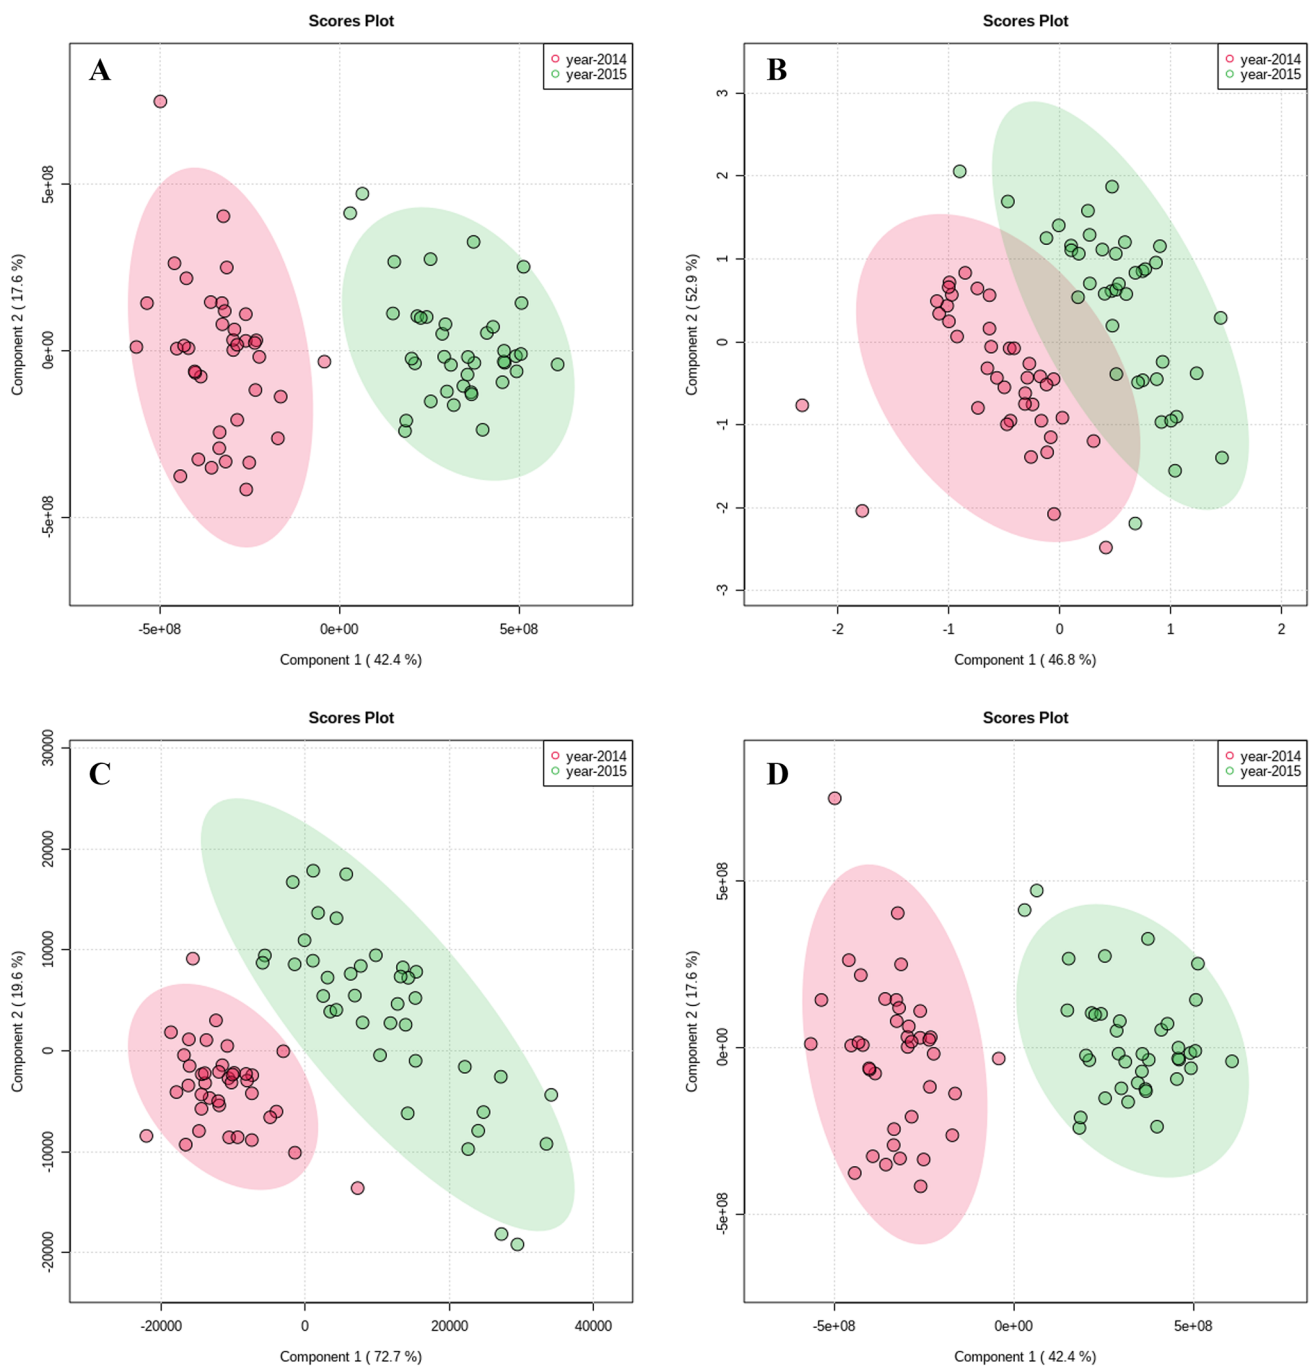 Scores Plot
A
year-2014
year-2015
5e+08
0e+00
-5e+08
Component 2 ( 17.6 %)
-5e+08 0e+00 5e+08
Component 1 ( 42.4 %)
Scores Plot
B
year-2014
year-2015
3
2
1
0
-1
-2
-3
Component 2 ( 52.9 %)
-2 -1 0 1 2
Component 1 ( 46.8 %)
Scores Plot
C
year-2014
year-2015
30000
20000
10000
0
-10000
-20000
Component 2 ( 19.6 %)
-20000 0 20000 40000
Component 1 ( 72.7 %)
Scores Plot
D
year-2014
year-2015
5e+08
0e+00
-5e+08
Component 2 ( 17.6 %)
-5e+08 0e+00 5e+08
Component 1 ( 42.4 %)